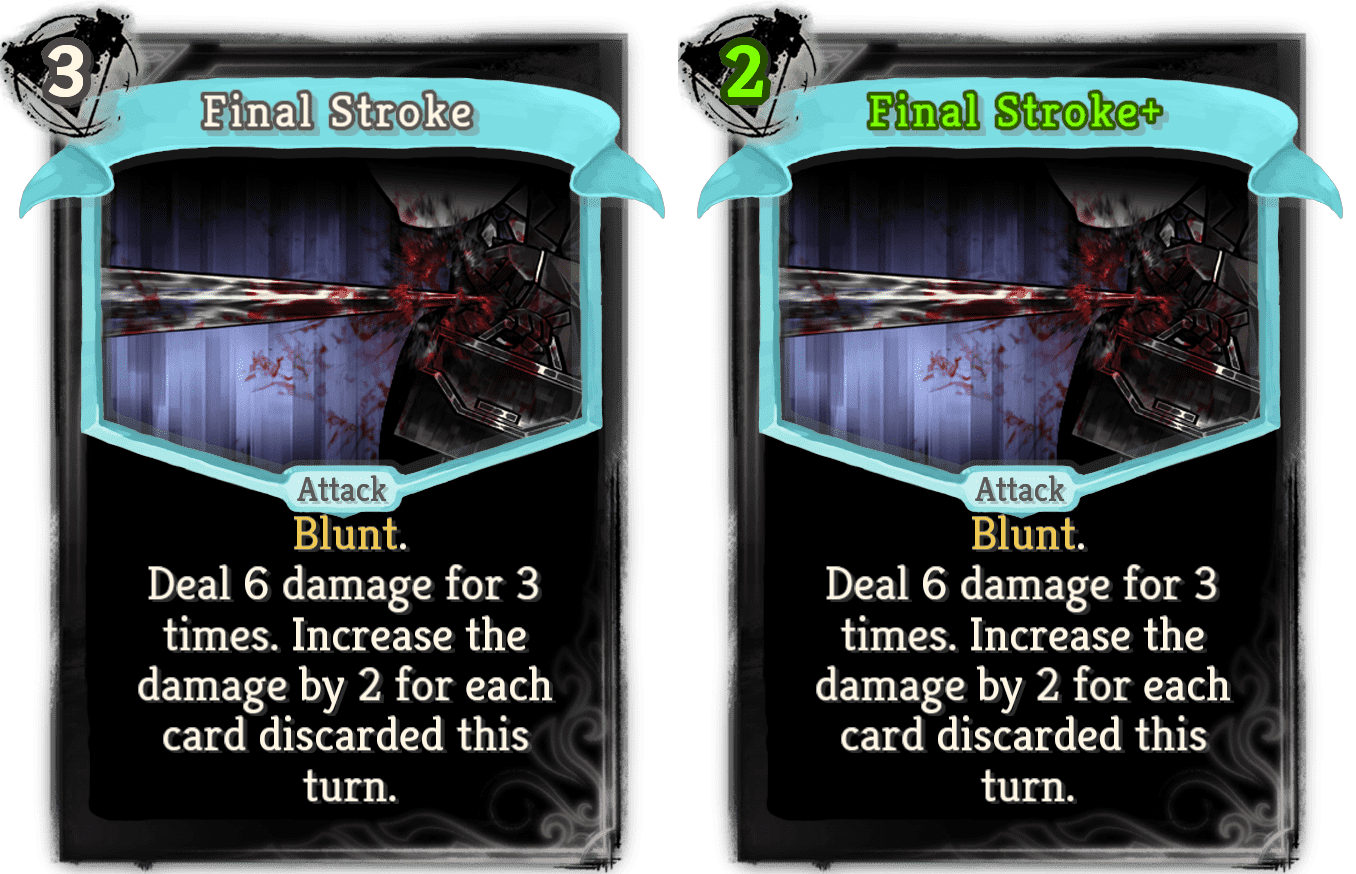 3
Final Stroke
Attack
Blunt.
Deal 6 damage for 3
times. Increase the
damage by 2 for each
card discarded this
turn.
2
Final Stroke+
Attack
Blunt.
Deal 6 damage for 3
times. Increase the
damage by 2 for each
card discarded this
turn.